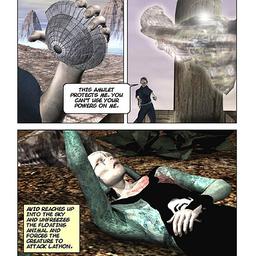 THIS AMULET
PROTECTS ME. YOU
CAN'T USE YOUR
POWERS ON ME.
AVID REACHES UP
INTO THE SKY
AND UNFREEZES
THE FLOATING
ANIMAL AND
FORCES THE
CREATURE TO
ATTACK LATHON.